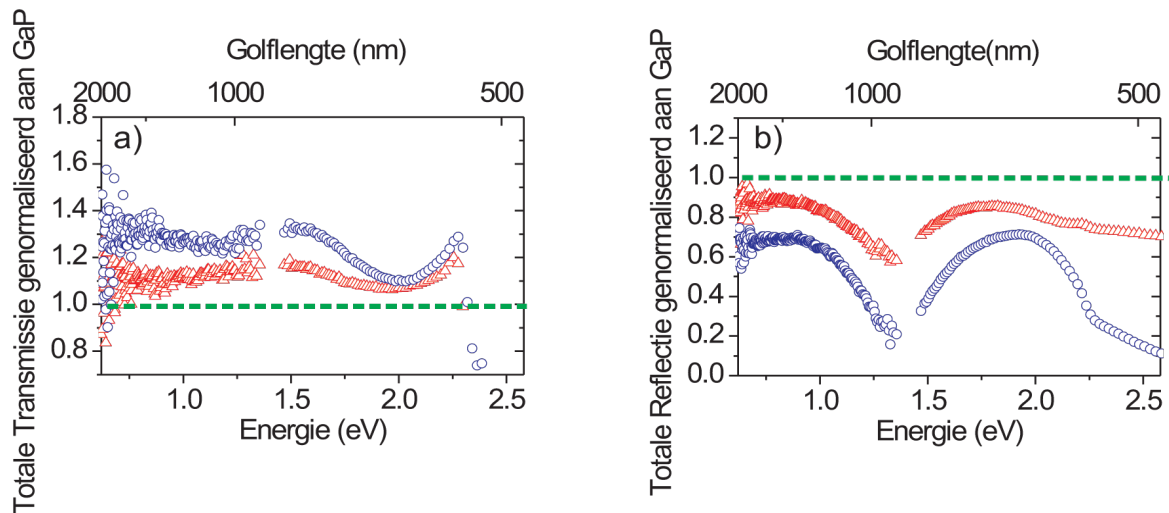 Totale Transmissie genormaliseerd aan GaP
Golflengte (nm)
2000 1000 500
a)
1.8
1.6
1.4
1.2
1.0
0.8
1.0 1.5 2.0 2.5
Energie (eV)
Totale Reflectie genormaliseerd aan GaP
Golflengte(nm)
2000 1000 500
b)
1.2
1.0
0.8
0.6
0.4
0.2
0.0
1.0 1.5 2.0 2.5
Energie (eV)